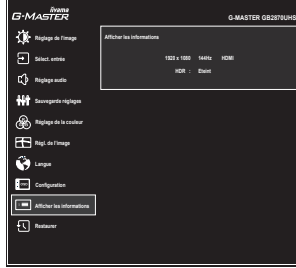 iiyama
G-MASTER
G-MASTER GB2870UHS
Réglage de l'image
Afficher les informations
1920 x 1080 144Hz HDMI
HDR : Eteint
Sélect. entrée
Réglage audio
Sauvegarde réglages
Réglage de la couleur
Régl. de l'image
Langue
Configuration
Afficher les informations
Restaurer